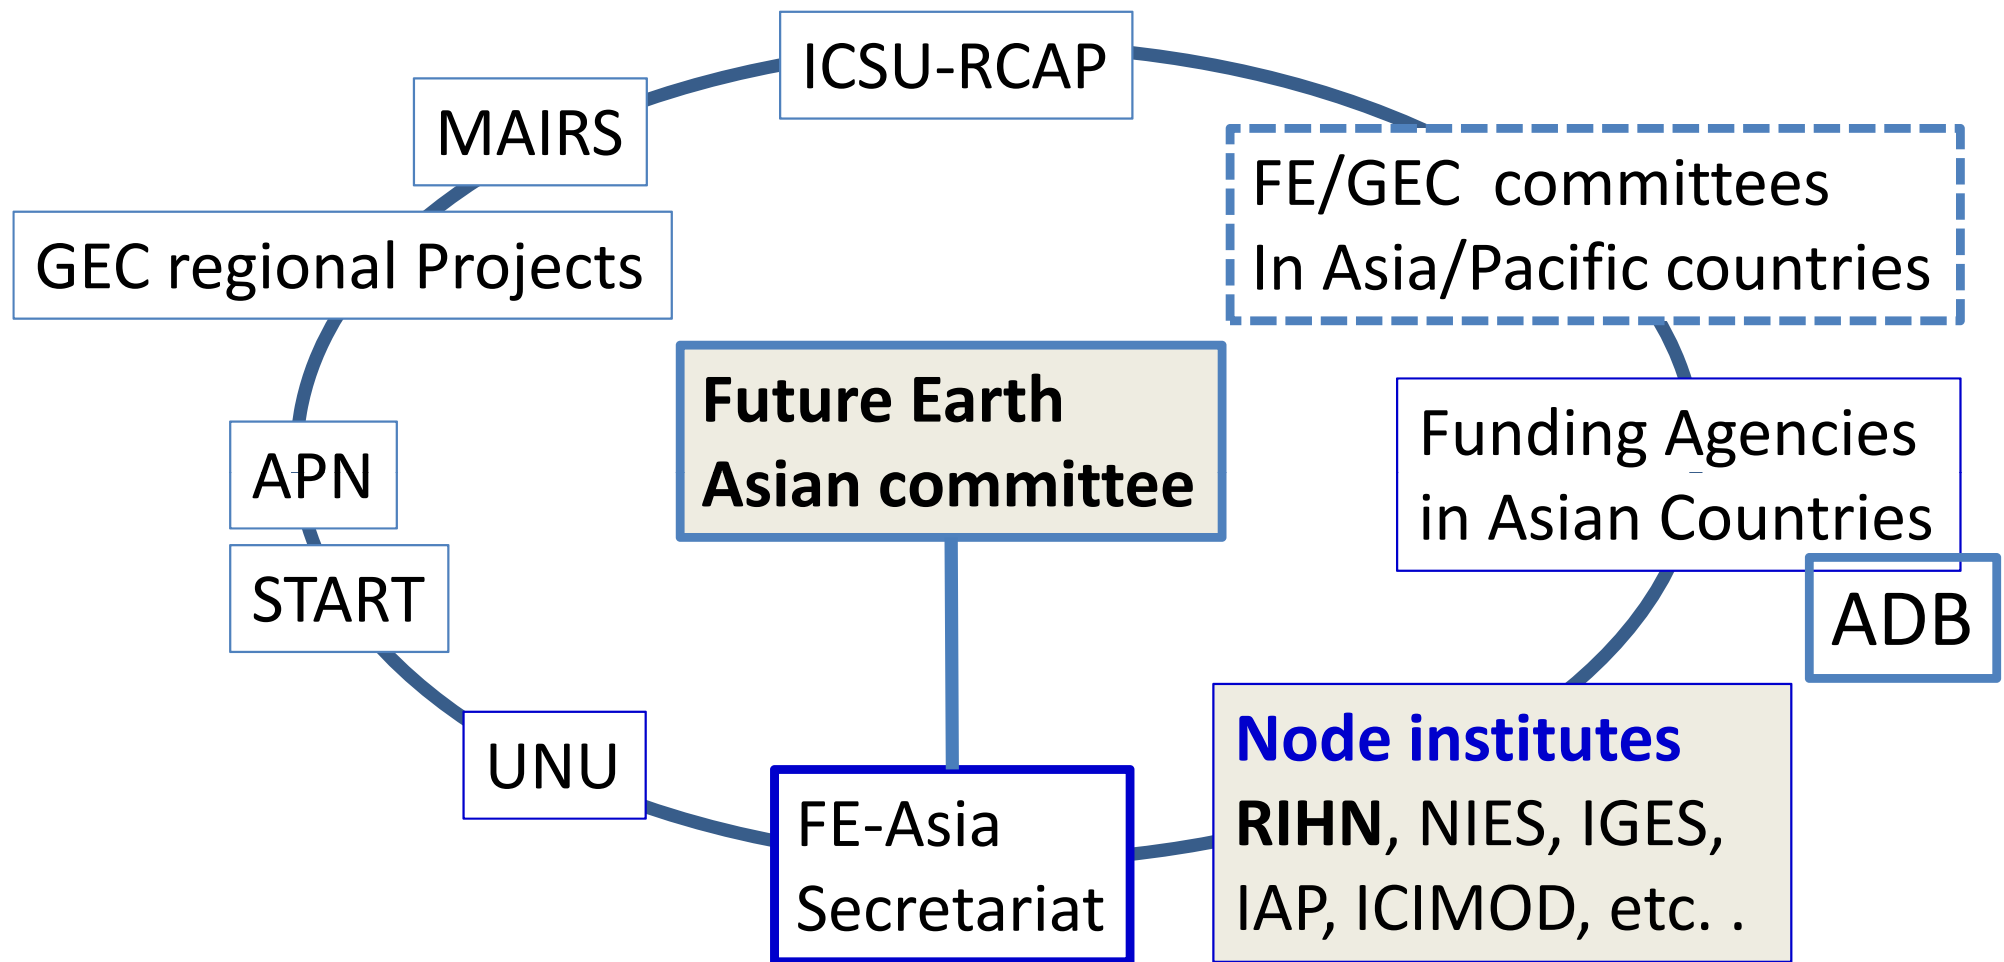 ICSU-RCAP
MAIRS
FE/GEC committees
In Asia/Pacific countries
GEC regional Projects
Future Earth
Asian committee
Funding Agencies
in Asian Countries
APN
START
ADB
UNU
Node institutes
RIHN, NIES, IGES,
IAP, ICIMOD, etc. .
FE-Asia
Secretariat